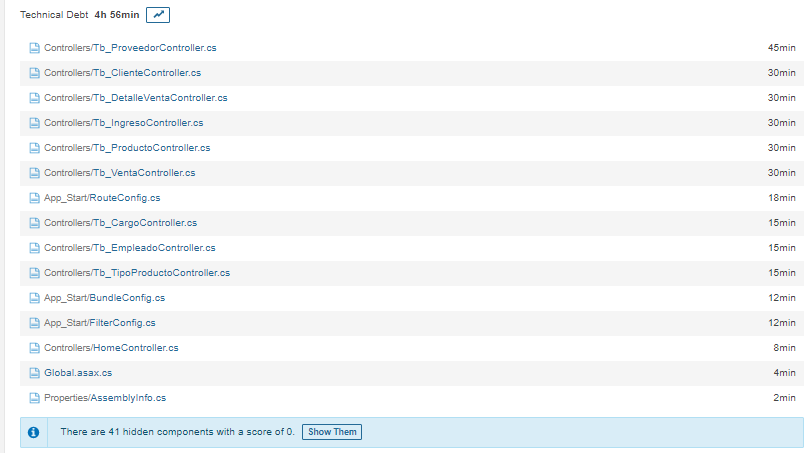 Technical Debt 4h 56min
Controllers/Tb_ProveedorController.cs 45min
Controllers/Tb_ClienteController.cs 30min
Controllers/Tb_DetalleVentaController.cs 30min
Controllers/Tb_IngresoController.cs 30min
Controllers/Tb_ProductoController.cs 30min
Controllers/Tb_VentaController.cs 30min
App_Start/RouteConfig.cs 18min
Controllers/Tb_CargoController.cs 15min
Controllers/Tb_EmpleadoController.cs 15min
Controllers/Tb_TipoProductoController.cs 15min
App_Start/BundleConfig.cs 12min
App_Start/FilterConfig.cs 12min
Controllers/HomeController.cs 8min
Global.asax.cs 4min
Properties/AssemblyInfo.cs 2min
There are 41 hidden components with a score of 0. Show Them